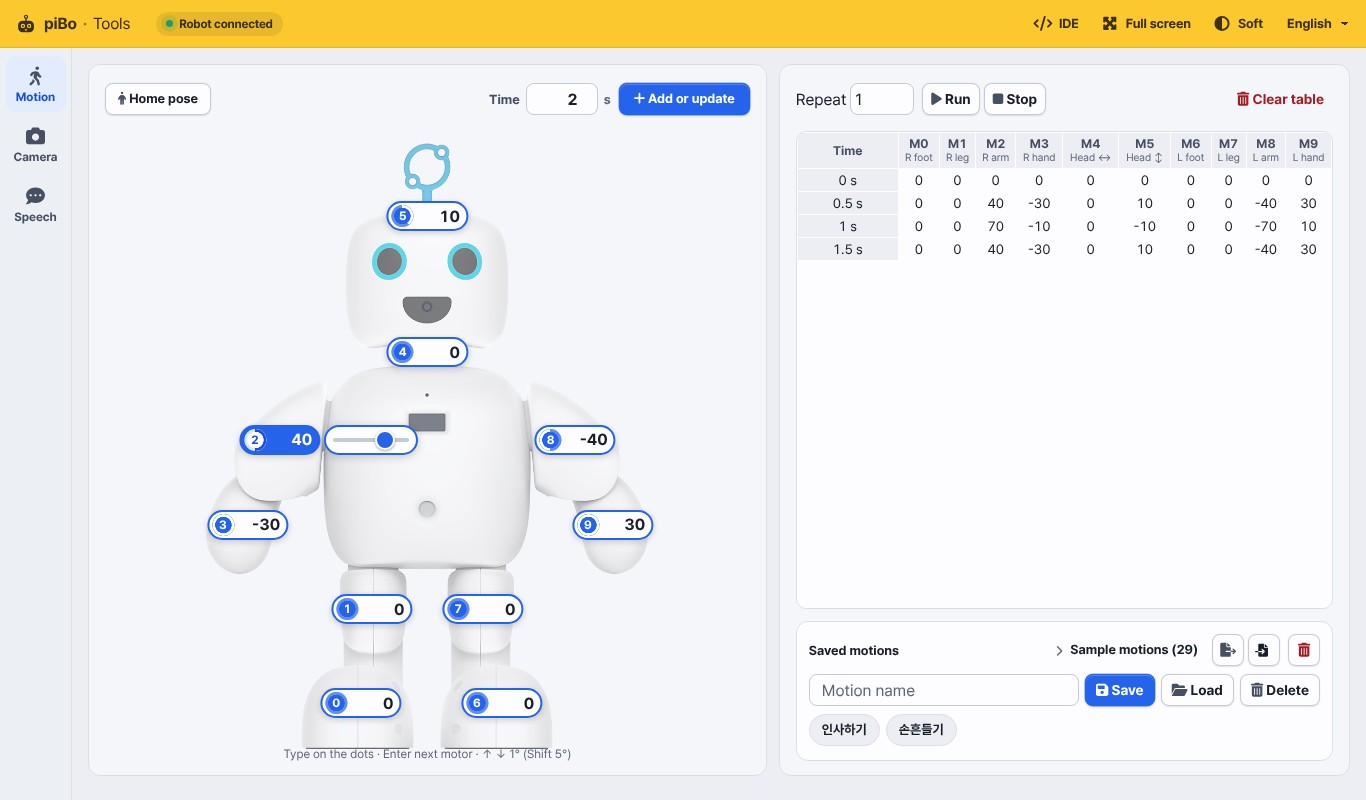 piBo · Tools
Robot connected
IDE
Full screen
Soft
English
Motion
Camera
Speech
Home pose
Time 2 s
Add or update
5 10
4 0
2 40
8 -40
3 -30
9 30
1 0
7 0
0 0
6 0
Type on the dots · Enter next motor · ↑ ↓ 1° (Shift 5°)
Repeat 1
Run
Stop
Clear table
Time M0 M1 M2 M3 M4 M5 M6 M7 M8 M9
R foot R leg R arm R hand Head ↔ Head ↕ L foot L leg L arm L hand
0 s 0 0 0 0 0 0 0 0 0 0
0.5 s 0 0 40 -30 0 10 0 0 -40 30
1 s 0 0 70 -10 0 -10 0 0 -70 10
1.5 s 0 0 40 -30 0 10 0 0 -40 30
Saved motions
Sample motions (29)
Motion name
Save
Load
Delete
인사하기
손흔들기